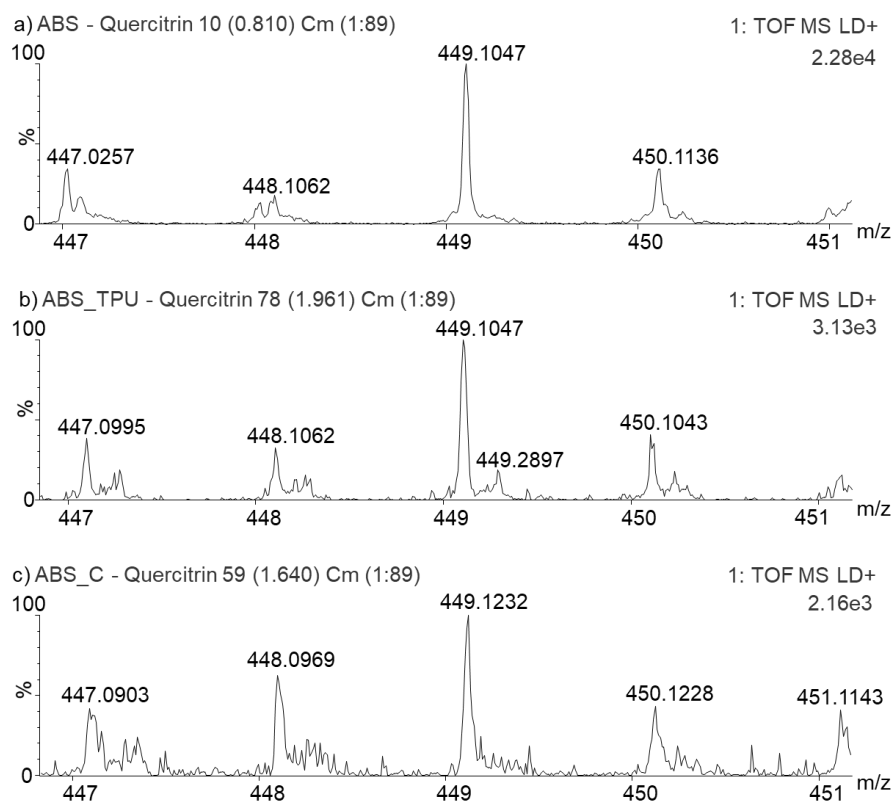 a) ABS - Quercitrin 10 (0.810) Cm (1:89) 1: TOF MS LD+
2.28e4
100
449.1047
%
447.0257
448.1062
450.1136
0
447 448 449 450 451 m/z
b) ABS_TPU - Quercitrin 78 (1.961) Cm (1:89) 1: TOF MS LD+
3.13e3
100
449.1047
%
447.0995
448.1062
449.2897
450.1043
0
447 448 449 450 451 m/z
c) ABS_C - Quercitrin 59 (1.640) Cm (1:89) 1: TOF MS LD+
2.16e3
100
449.1232
%
447.0903
448.0969
450.1228
451.1143
0
447 448 449 450 451 m/z